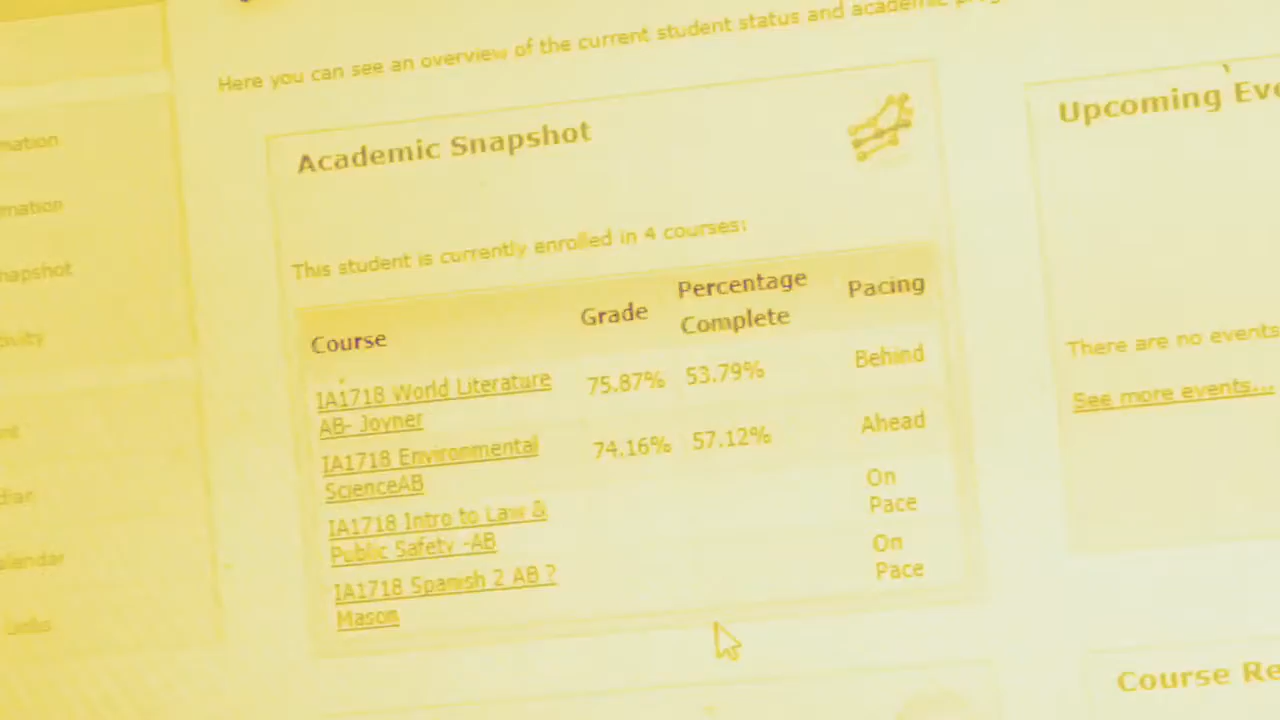 Here you can see an overview of the current student status and academic
Academic Snapshot
This student is currently enrolled in 4 courses:
Course Grade Percentage Complete Pacing
IA1718 World Literature 75.87% 53.79% Behind
AB- Joyner
IA1718 Environmental 74.16% 57.12% Ahead
ScienceAB
IA1718 Intro to Law & On
Public Safety -AB Pace
IA1718 Spanish 2 AB ? On
Mason Pace
Upcoming
There are no events
See more events...
Course
mation
mation
napshot